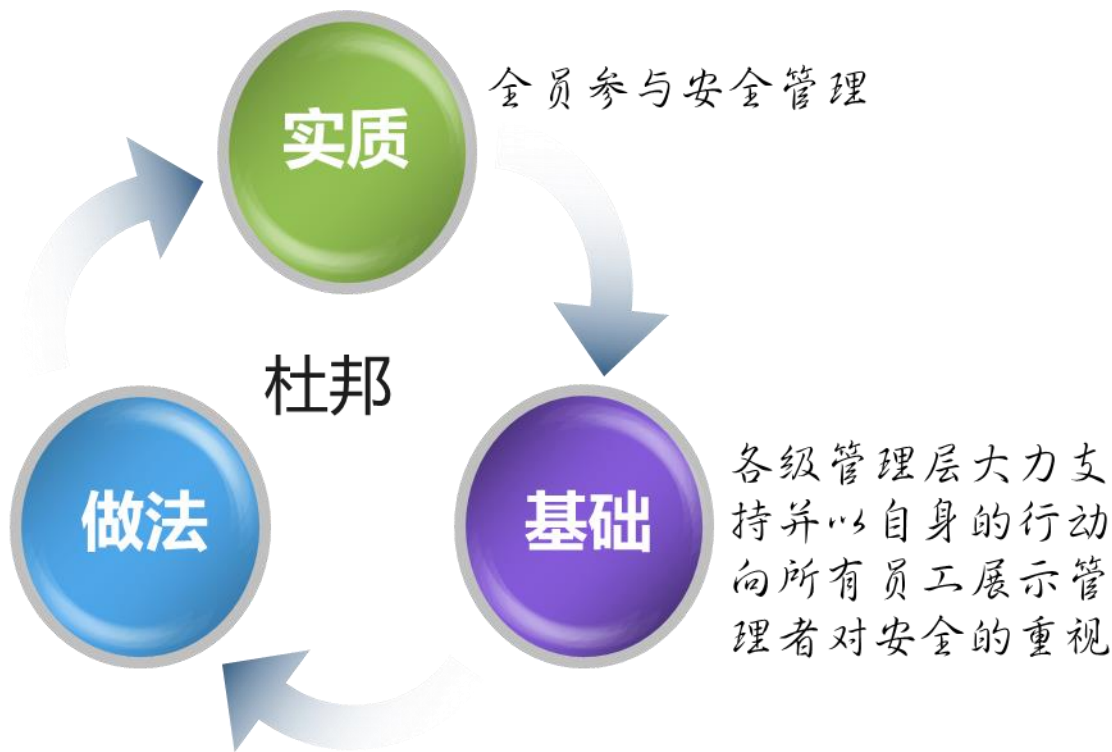 全员参与安全管理
实质
杜邦
做法
基础
各级管理层大力支
持并以自身的行动
向所有员工展示管
理者对安全的重视